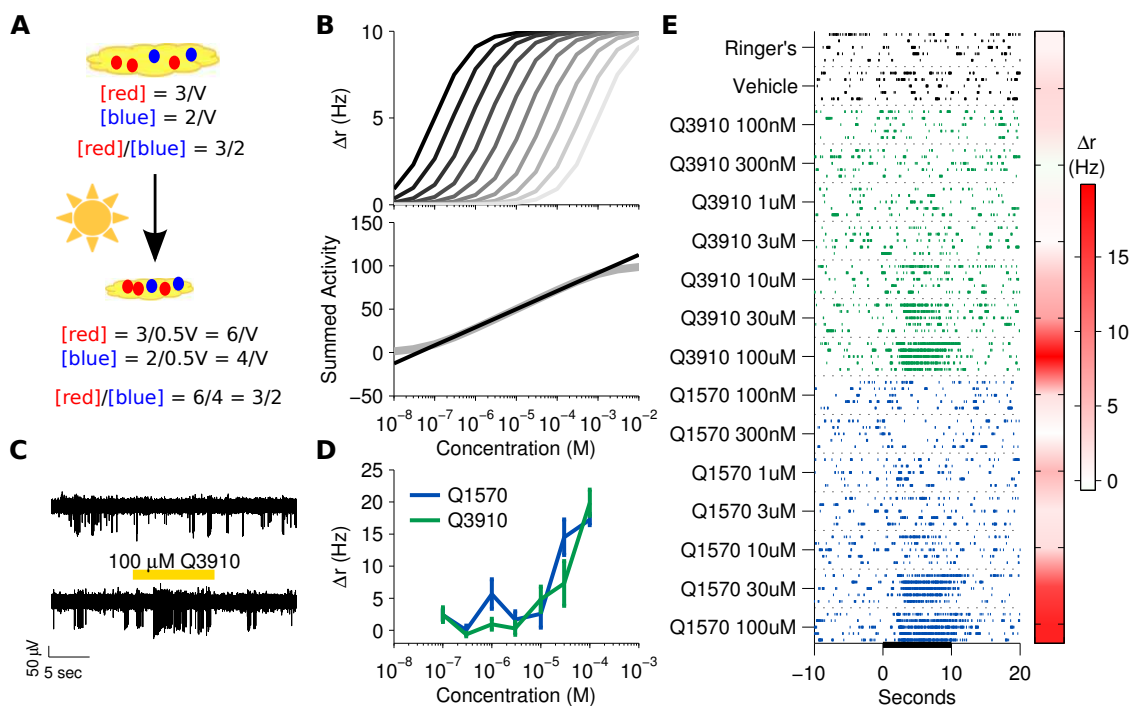 A
[red] = 3/V
[blue] = 2/V
[red]/[blue] = 3/2
[red] = 3/0.5V = 6/V
[blue] = 2/0.5V = 4/V
[red]/[blue] = 6/4 = 3/2
B
10
5
0
Δr (Hz)
150
100
50
0
−50
Summed Activity
10⁻⁸ 10⁻⁷ 10⁻⁶ 10⁻⁵ 10⁻⁴ 10⁻³ 10⁻²
Concentration (M)
C
100 µM Q3910
50 µV
5 sec
D
25
20
15
10
5
0
Δr (Hz)
Q1570
Q3910
10⁻⁸ 10⁻⁷ 10⁻⁶ 10⁻⁵ 10⁻⁴ 10⁻³
Concentration (M)
E
Ringer's
Vehicle
Q3910 100nM
Q3910 300nM
Q3910 1uM
Q3910 3uM
Q3910 10uM
Q3910 30uM
Q3910 100uM
Q1570 100nM
Q1570 300nM
Q1570 1uM
Q1570 3uM
Q1570 10uM
Q1570 30uM
Q1570 100uM
−10 0 10 20
Seconds
Δr
(Hz)
15
10
5
0